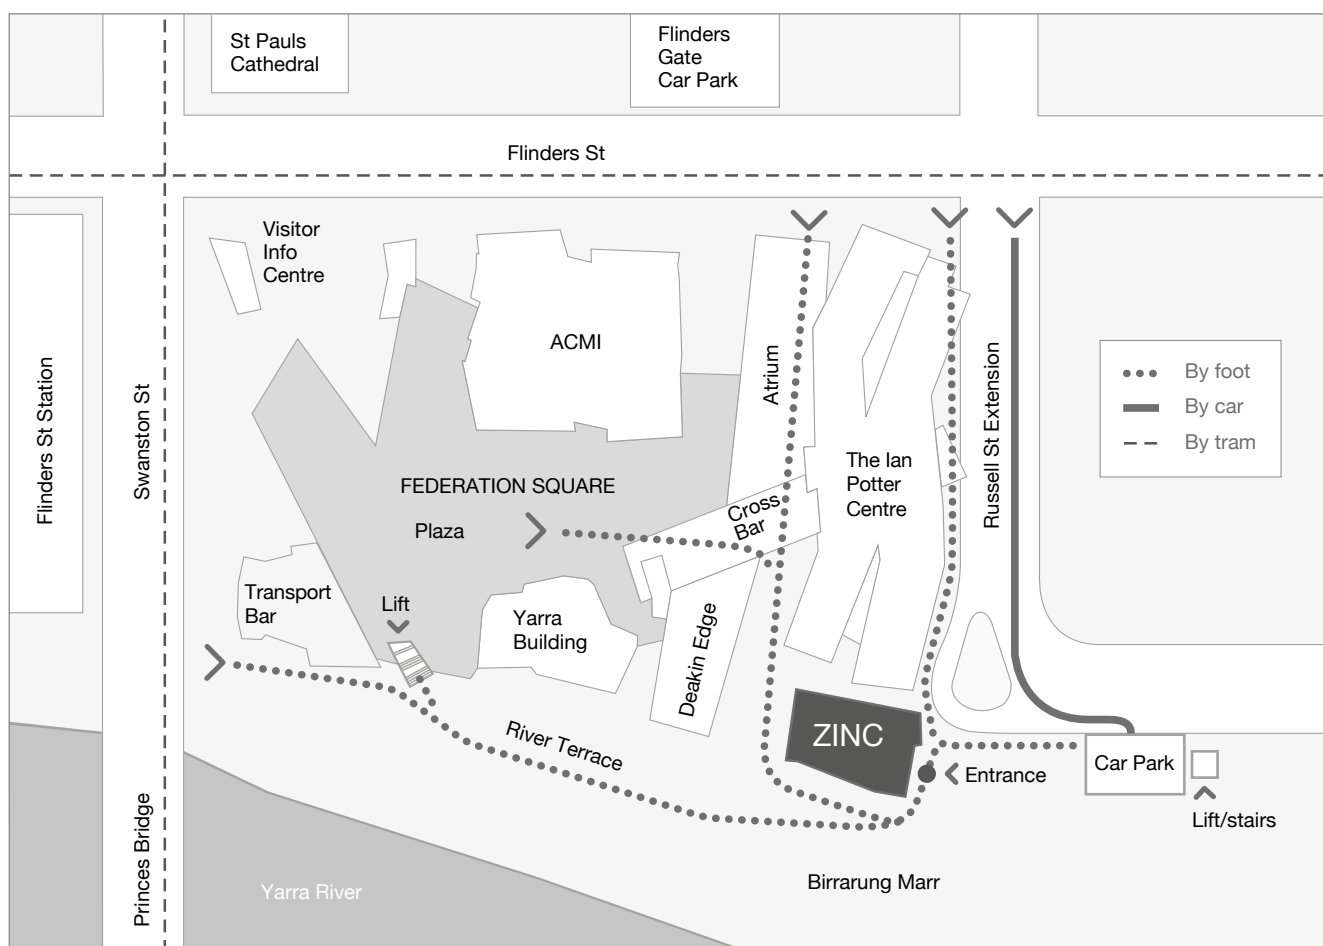 St Pauls
Cathedral
Flinders
Gate
Car Park
Flinders St
Visitor
Info
Centre
ACMI
Atrium
Flinders St Station
Swanston St
Russell St Extension
By foot
By car
By tram
FEDERATION SQUARE
Plaza
The Ian
Potter
Centre
Cross
Bar
Transport
Bar
Lift
Yarra
Building
Deakin Edge
River Terrace
ZINC
Entrance
Car Park
Lift/stairs
Princes Bridge
Yarra River
Birrarung Marr